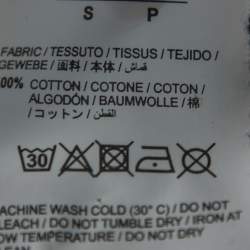 S P
FABRIC / TESSUTO / TISSUS / TEJIDO /
GEWEBE / 面料 / 本体 / قماش /
100% COTTON / COTONE / COTON /
ALGODÓN / BAUMWOLLE / 棉
/ コットン / القطن /
30
MACHINE WASH COLD (30° C) / DO NOT
BLEACH / DO NOT TUMBLE DRY / IRON AT
LOW TEMPERATURE / DO NOT DRY